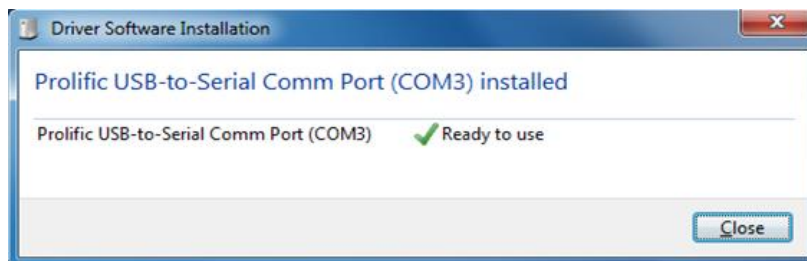 Driver Software Installation
Prolific USB-to-Serial Comm Port (COM3) installed
Prolific USB-to-Serial Comm Port (COM3) Ready to use
Close